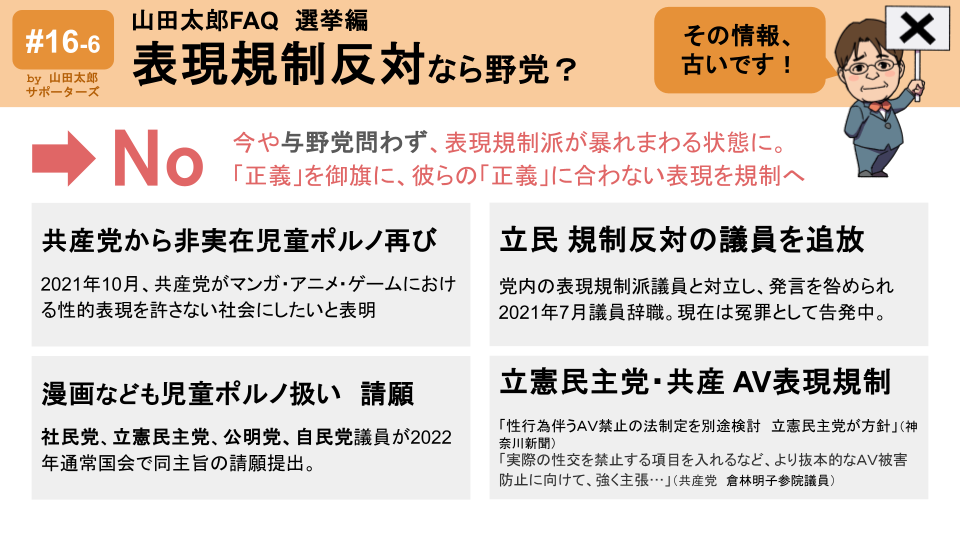 #16-6
by 山田太郎
サポーターズ
山田太郎FAQ 選挙編
表現規制反対なら野党？
その情報、
古いです！
No
今や与野党問わず、表現規制派が暴れまわる状態に。
「正義」を御旗に、彼らの「正義」に合わない表現を規制へ
共産党から非実在児童ポルノ再び
2021年10月、共産党がマンガ・アニメ・ゲームにおけ
る性的表現を許さない社会にしたいと表明
立民 規制反対の議員を追放
党内の表現規制派議員と対立し、発言を咎められ
2021年7月議員辞職。現在は冤罪として告発中。
漫画なども児童ポルノ扱い 請願
社民党、立憲民主党、公明党、自民党議員が2022
年通常国会で同主旨の請願提出。
立憲民主党・共産 AV表現規制
「性行為伴うAV禁止の法制定を別途検討 立憲民主党が方針」（神
奈川新聞）
「実際の性交を禁止する項目を入れるなど、より抜本的なAV被害
防止に向けて、強く主張…」（共産党 倉林明子参院議員）